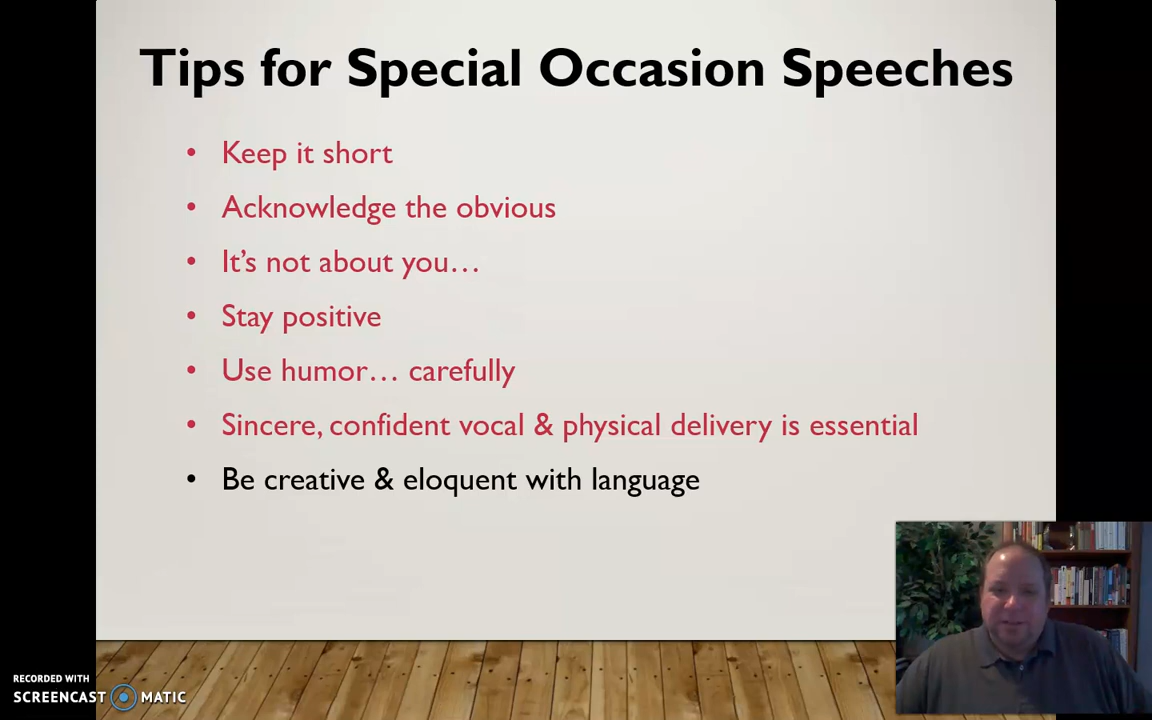 Tips for Special Occasion Speeches
• Keep it short
• Acknowledge the obvious
• It’s not about you…
• Stay positive
• Use humor… carefully
• Sincere, confident vocal & physical delivery is essential
• Be creative & eloquent with language
RECORDED WITH
SCREENCAST MATIC